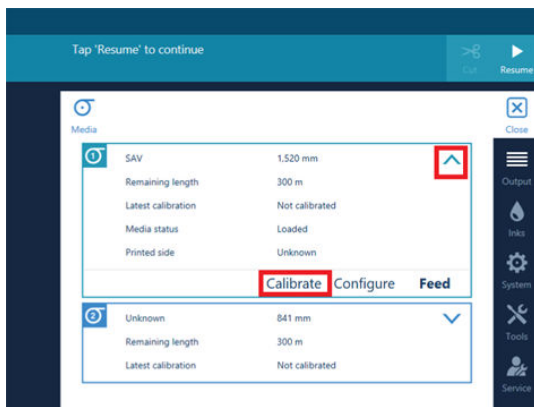 Tap 'Resume' to continue
Cut
Resume
Media
Close
1
SAV 1,520 mm
Remaining length 300 m
Latest calibration Not calibrated
Media status Loaded
Printed side Unknown
Calibrate Configure Feed
2
Unknown 841 mm
Remaining length 300 m
Latest calibration Not calibrated
Output
Inks
System
Tools
Service